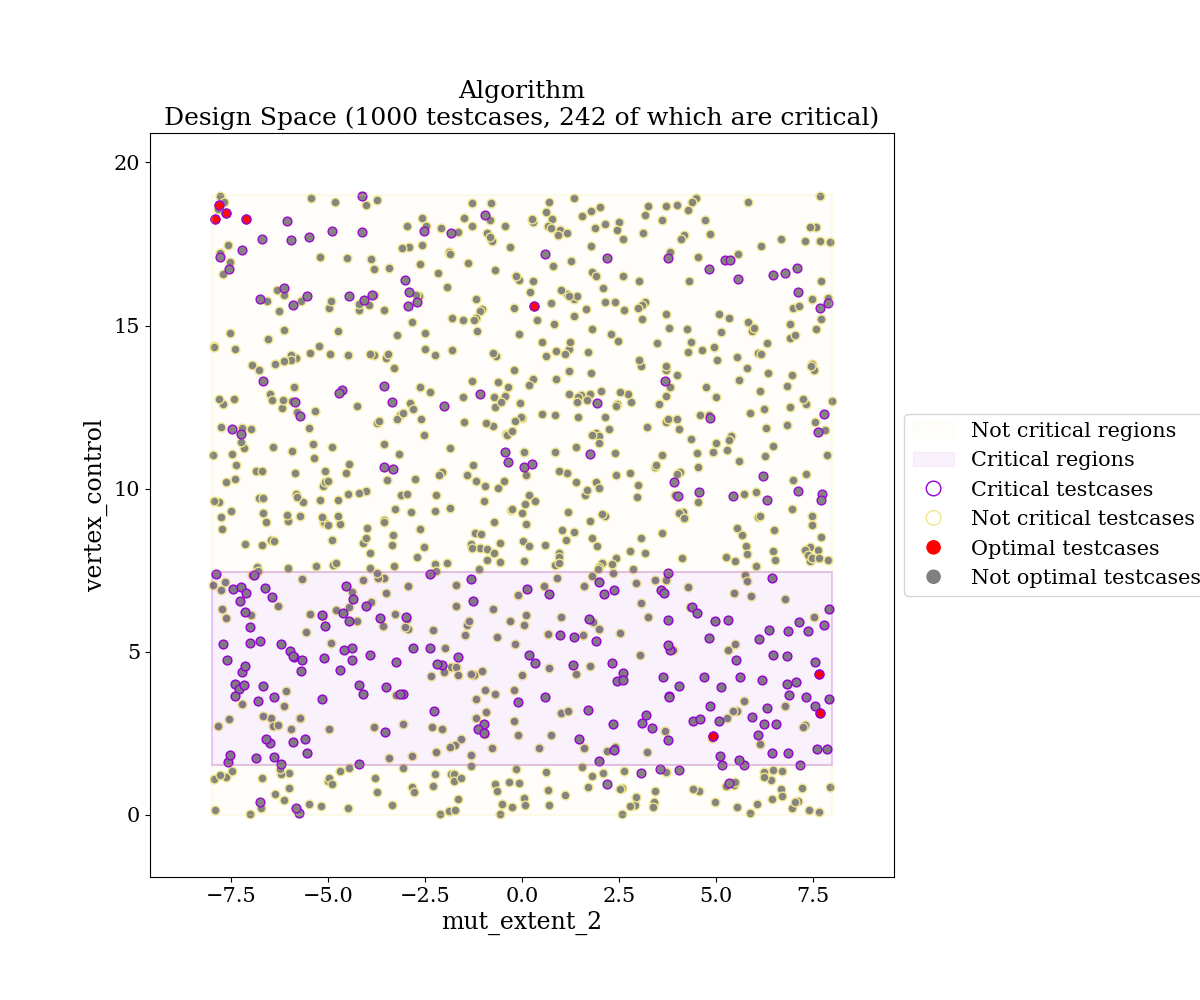 Algorithm
Design Space (1000 testcases, 242 of which are critical)
20
15
10
5
0
vertex_control
−7.5
−5.0
−2.5
0.0
2.5
5.0
7.5
mut_extent_2
Not critical regions
Critical regions
Critical testcases
Not critical testcases
Optimal testcases
Not optimal testcases